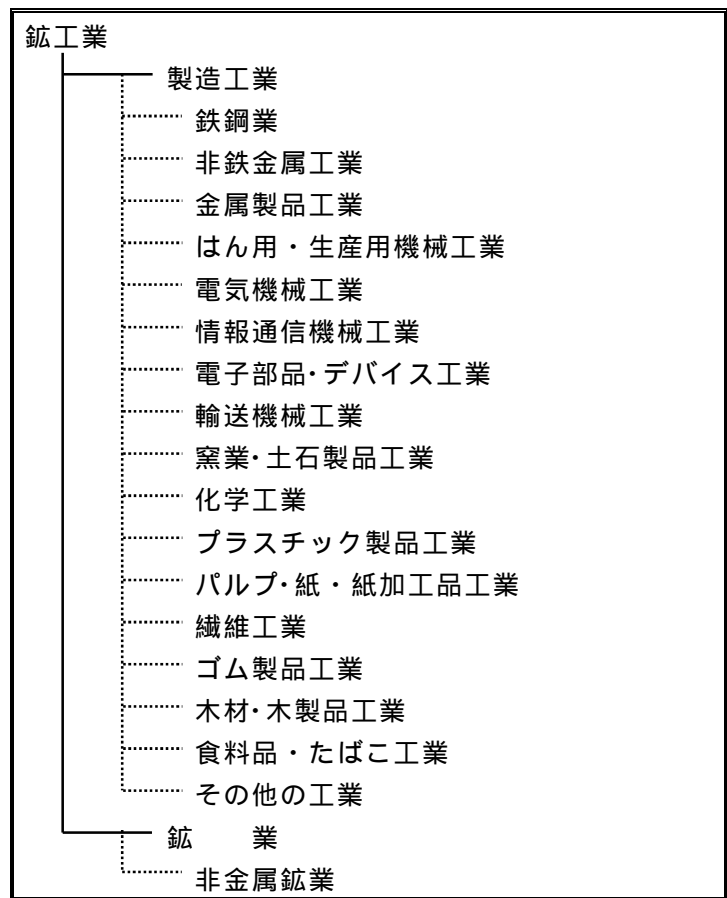 鉱工業
製造工業
鉄鋼業
非鉄金属工業
金属製品工業
はん用・生産用機械工業
電気機械工業
情報通信機械工業
電子部品・デバイス工業
輸送機械工業
窯業・土石製品工業
化学工業
プラスチック製品工業
パルプ・紙・紙加工品工業
繊維工業
ゴム製品工業
木材・木製品工業
食料品・たばこ工業
その他の工業
鉱　　業
非金属鉱業